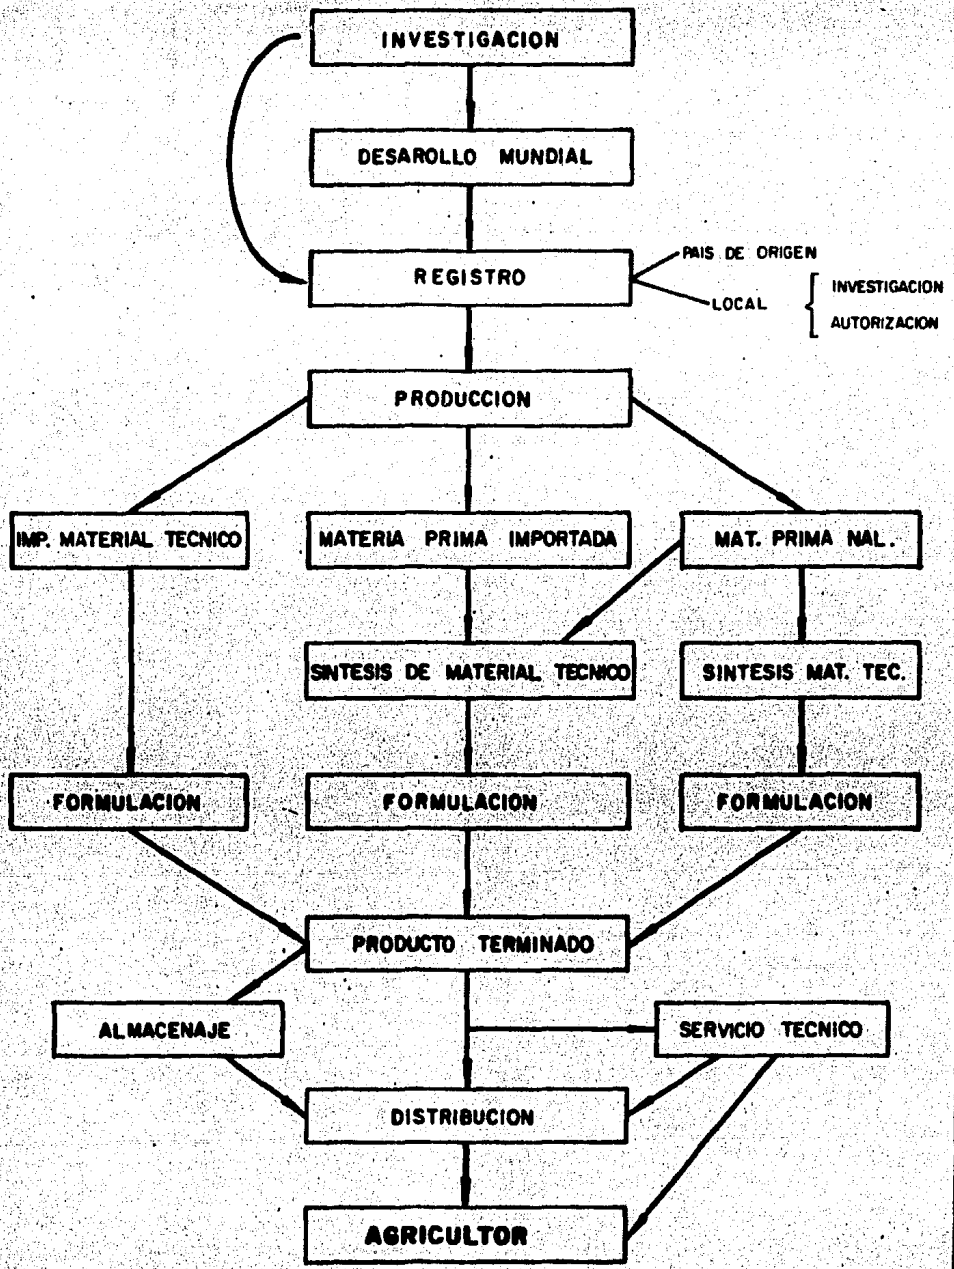 INVESTIGACION
DESAROLLO MUNDIAL
REGISTRO
PAIS DE ORIGEN
LOCAL
INVESTIGACION
AUTORIZACION
PRODUCCION
IMP. MATERIAL TECNICO
MATERIA PRIMA IMPORTADA
MAT. PRIMA NAL.
SINTESIS DE MATERIAL TECNICO
SINTESIS MAT. TEC.
FORMULACION
FORMULACION
FORMULACION
PRODUCTO TERMINADO
ALMACENAJE
SERVICIO TECNICO
DISTRIBUCION
AGRICULTOR